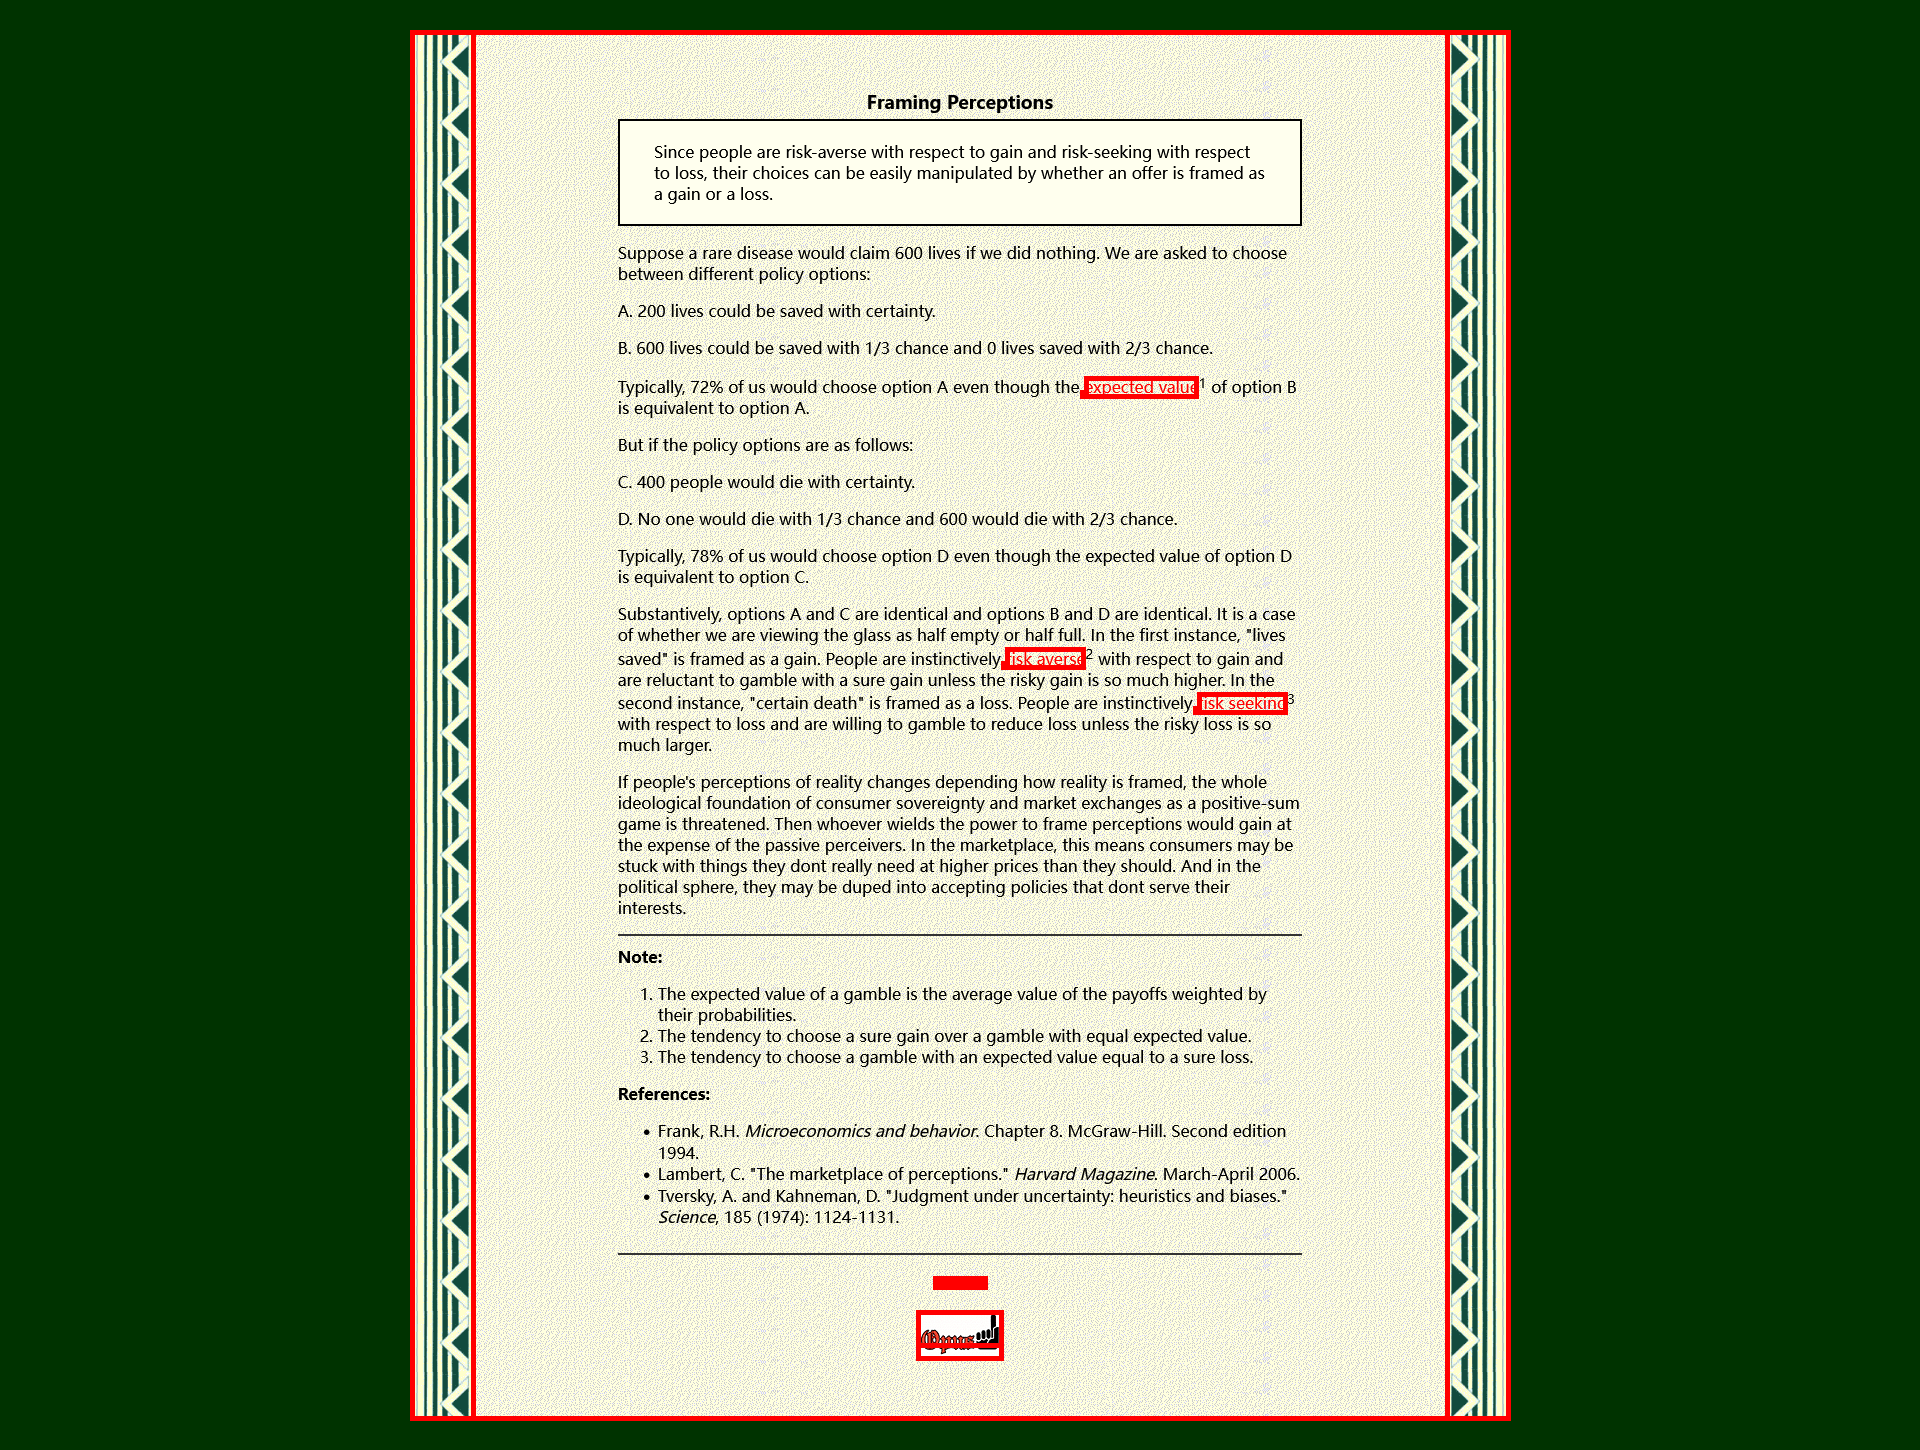 Framing Perceptions
Since people are risk-averse with respect to gain and risk-seeking with respect
to loss, their choices can be easily manipulated by whether an offer is framed as
a gain or a loss.
Suppose a rare disease would claim 600 lives if we did nothing. We are asked to choose
between different policy options:
A. 200 lives could be saved with certainty.
B. 600 lives could be saved with 1/3 chance and 0 lives saved with 2/3 chance.
Typically, 72% of us would choose option A even though the expected value1 of option B
is equivalent to option A.
But if the policy options are as follows:
C. 400 people would die with certainty.
D. No one would die with 1/3 chance and 600 would die with 2/3 chance.
Typically, 78% of us would choose option D even though the expected value of option D
is equivalent to option C.
Substantively, options A and C are identical and options B and D are identical. It is a case
of whether we are viewing the glass as half empty or half full. In the first instance, "lives
saved" is framed as a gain. People are instinctively risk averse2 with respect to gain and
are reluctant to gamble with a sure gain unless the risky gain is so much higher. In the
second instance, "certain death" is framed as a loss. People are instinctively risk seeking3
with respect to loss and are willing to gamble to reduce loss unless the risky loss is so
much larger.
If people's perceptions of reality changes depending how reality is framed, the whole
ideological foundation of consumer sovereignty and market exchanges as a positive-sum
game is threatened. Then whoever wields the power to frame perceptions would gain at
the expense of the passive perceivers. In the marketplace, this means consumers may be
stuck with things they dont really need at higher prices than they should. And in the
political sphere, they may be duped into accepting policies that dont serve their
interests.
Note:
1. The expected value of a gamble is the average value of the payoffs weighted by
their probabilities.
2. The tendency to choose a sure gain over a gamble with equal expected value.
3. The tendency to choose a gamble with an expected value equal to a sure loss.
References:
• Frank, R.H. Microeconomics and behavior. Chapter 8. McGraw-Hill. Second edition
1994.
• Lambert, C. "The marketplace of perceptions." Harvard Magazine. March-April 2006.
• Tversky, A. and Kahneman, D. "Judgment under uncertainty: heuristics and biases."
Science, 185 (1974): 1124-1131.